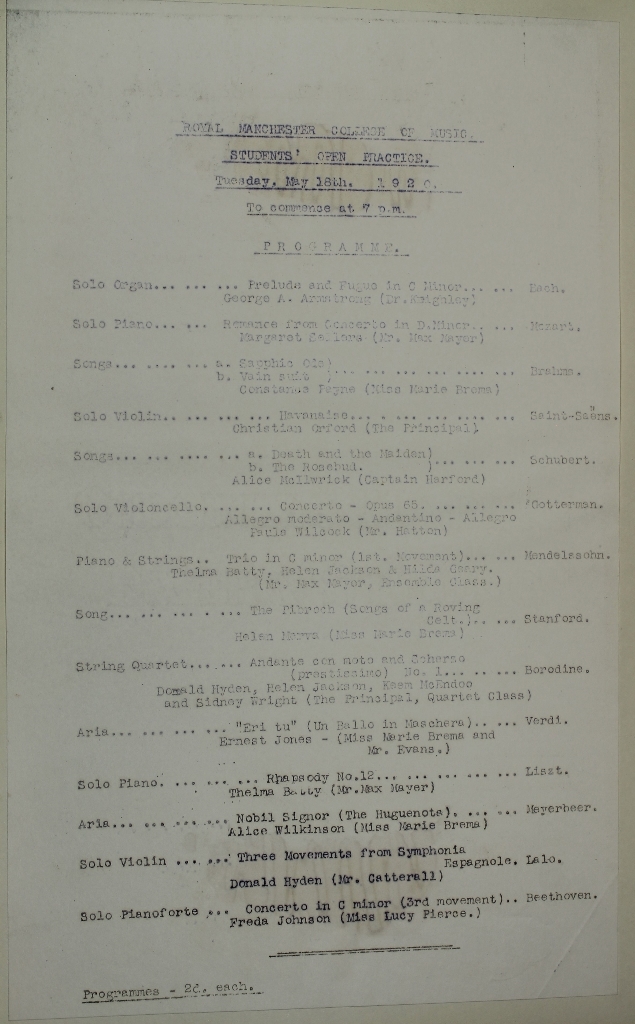 ROYAL MANCHESTER COLLEGE OF MUSIC.
STUDENTS' OPEN PRACTICE.
Tuesday, May 18th. 1920.
To commence at 7 p.m.
PROGRAMME.
Solo Organ... ... ... ... Prelude and Fugue in C Minor... ... ... Bach.
George A. Armstrong (Dr. Keighley)
Solo Piano... ... ... Romance from Concerto in D.Minor.. ... ... Mozart.
Margaret Sellors (Mr. Max Mayor)
Songs... ... ... ... a. Sapphic Ode)
b. Vain suit )... ... ... ... ... ... ... Brahms.
Constance Payne (Miss Marie Brema)
Solo Violin.. ... ... ... ... Havanaise... ... ... ... ... ... Saint-Saëns.
Christian Orford (The Principal)
Songs... ... ... ... a. Death and the Maiden)
b. The Rosebud. )... ... ... Schubert.
Alice McIlwrick (Captain Harford)
Solo Violoncello. ... ... ... Concerto - Opus 65. ... ... ... Gotterman.
Allegro moderato - Andantino - Allegro
Wilcock (Mr. Hatton)
Piano & Strings.. Trio in C minor (1st. Movement)... ... Mendelssohn.
Thelma Batty, Helen Jackson & Hilda Geary.
(Mr. Max Mayor, Ensemble Class.)
Song... ... ... ... ... The Pibroch (Songs of a Roving
Celt.).. ... Stanford.
Helen (Miss Marie Brema)
String Quartet... ... ... Andante con moto and Scherzo
(prestissimo) No. 1... ... ... Borodine.
Donald Hyden, Helen Jackson, McEndoo
and Sidney Wright (The Principal, Quartet Class)
Aria... ... ... ... ... "Eri tu" (Un Ballo in Maschera).. ... Verdi.
Ernest Jones - (Miss Marie Brema and
Mr. Evans.)
Solo Piano. ... ... ... ... Rhapsody No.12... ... ... ... ... ... Liszt.
Thelma Batty (Mr.Max Mayer)
Aria... ... ... ... ... Nobil Signor (The Huguenots). ... ... Meyerbeer.
Alice Wilkinson (Miss Marie Brema)
Solo Violin ... ... Three Movements from Symphonia
Espagnole. Lalo.
Donald Hyden (Mr. Catterall)
Solo Pianoforte ... Concerto in C minor (3rd movement).. Beethoven.
Freda Johnson (Miss Lucy Pierce.)
Programmes - 2d. each.